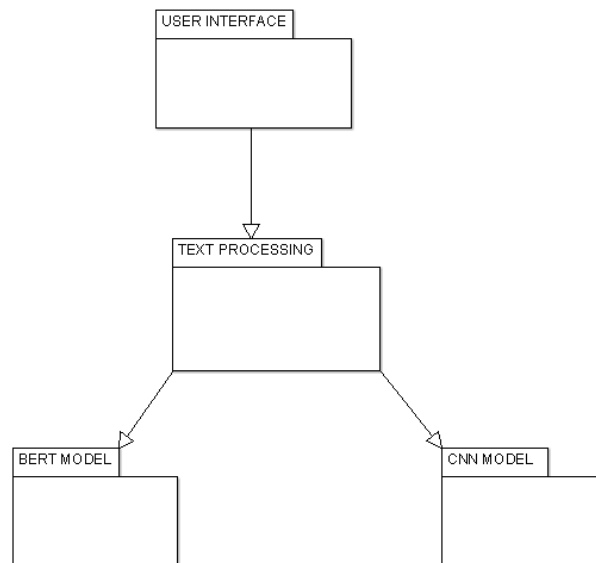 USER INTERFACE
TEXT PROCESSING
BERT MODEL
CNN MODEL